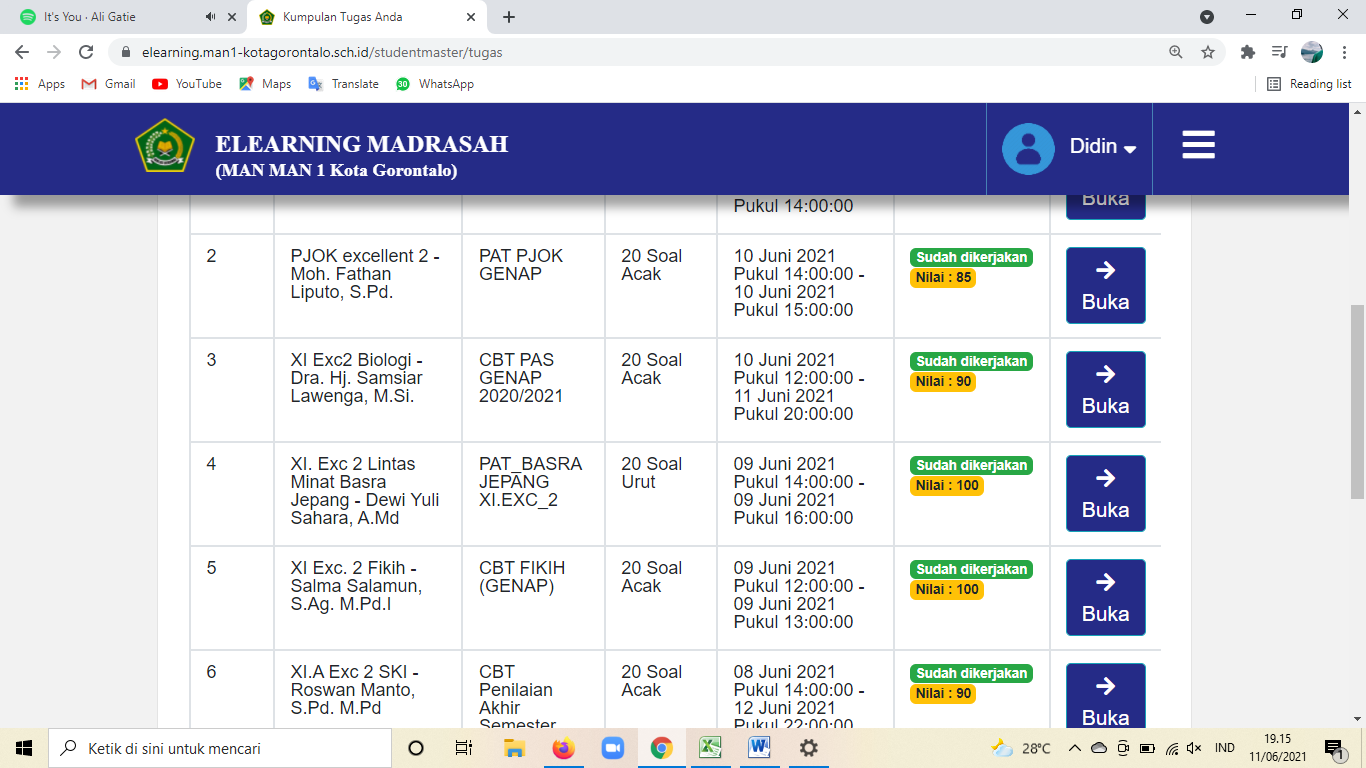 It's You · Ali Gatie
Kumpulan Tugas Anda
elearning.man1-kotagorontalo.sch.id/studentmaster/tugas
Apps
Gmail
YouTube
Maps
Translate
30
WhatsApp
Reading list
ELEARNING MADRASAH
(MAN MAN 1 Kota Gorontalo)
Didin
Pukul 14:00:00
Buka
2
PJOK excellent 2 -
Moh. Fathan
Liputo, S.Pd.
PAT PJOK
GENAP
20 Soal
Acak
10 Juni 2021
Pukul 14:00:00 -
10 Juni 2021
Pukul 15:00:00
Sudah dikerjakan
Nilai : 85
Buka
3
XI Exc2 Biologi -
Dra. Hj. Samsiar
Lawenga, M.Si.
CBT PAS
GENAP
2020/2021
20 Soal
Acak
10 Juni 2021
Pukul 12:00:00 -
11 Juni 2021
Pukul 20:00:00
Sudah dikerjakan
Nilai : 90
Buka
4
XI. Exc 2 Lintas
Minat Basra
Jepang - Dewi Yuli
Sahara, A.Md
PAT_BASRA
JEPANG
XI.EXC_2
20 Soal
Urut
09 Juni 2021
Pukul 14:00:00 -
09 Juni 2021
Pukul 16:00:00
Sudah dikerjakan
Nilai : 100
Buka
5
XI Exc. 2 Fikih -
Salma Salamun,
S.Ag. M.Pd.I
CBT FIKIH
(GENAP)
20 Soal
Acak
09 Juni 2021
Pukul 12:00:00 -
09 Juni 2021
Pukul 13:00:00
Sudah dikerjakan
Nilai : 100
Buka
6
XI.A Exc 2 SKI -
Roswan Manto,
S.Pd. M.Pd
CBT
Penilaian
Akhir
Semester
20 Soal
Acak
08 Juni 2021
Pukul 14:00:00 -
12 Juni 2021
Pukul 22:00:00
Sudah dikerjakan
Nilai : 90
Buka
Ketik di sini untuk mencari
28°C
IND
19.15
11/06/2021
1